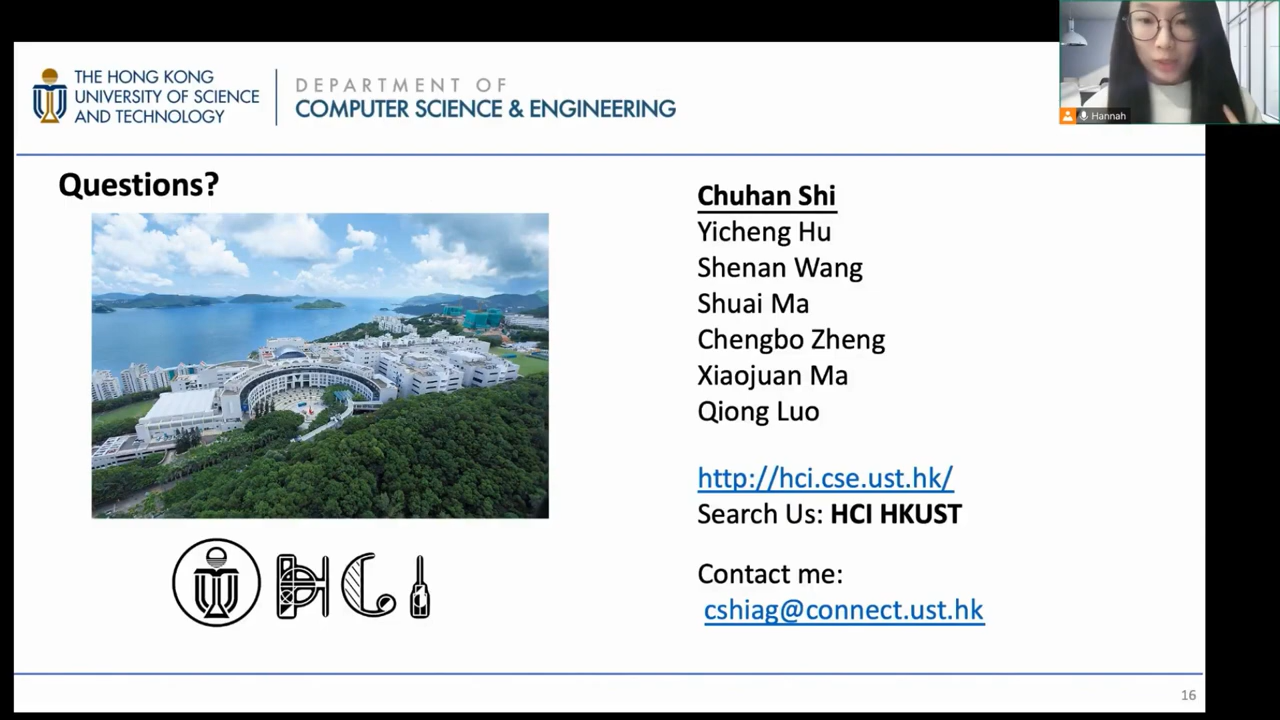 THE HONG KONG
UNIVERSITY OF SCIENCE
AND TECHNOLOGY
DEPARTMENT OF
COMPUTER SCIENCE & ENGINEERING
Hannah
Questions?
Chuhan Shi
Yicheng Hu
Shenan Wang
Shuai Ma
Chengbo Zheng
Xiaojuan Ma
Qiong Luo
http://hci.cse.ust.hk/
Search Us: HCI HKUST
Contact me:
cshiag@connect.ust.hk
HCI
16